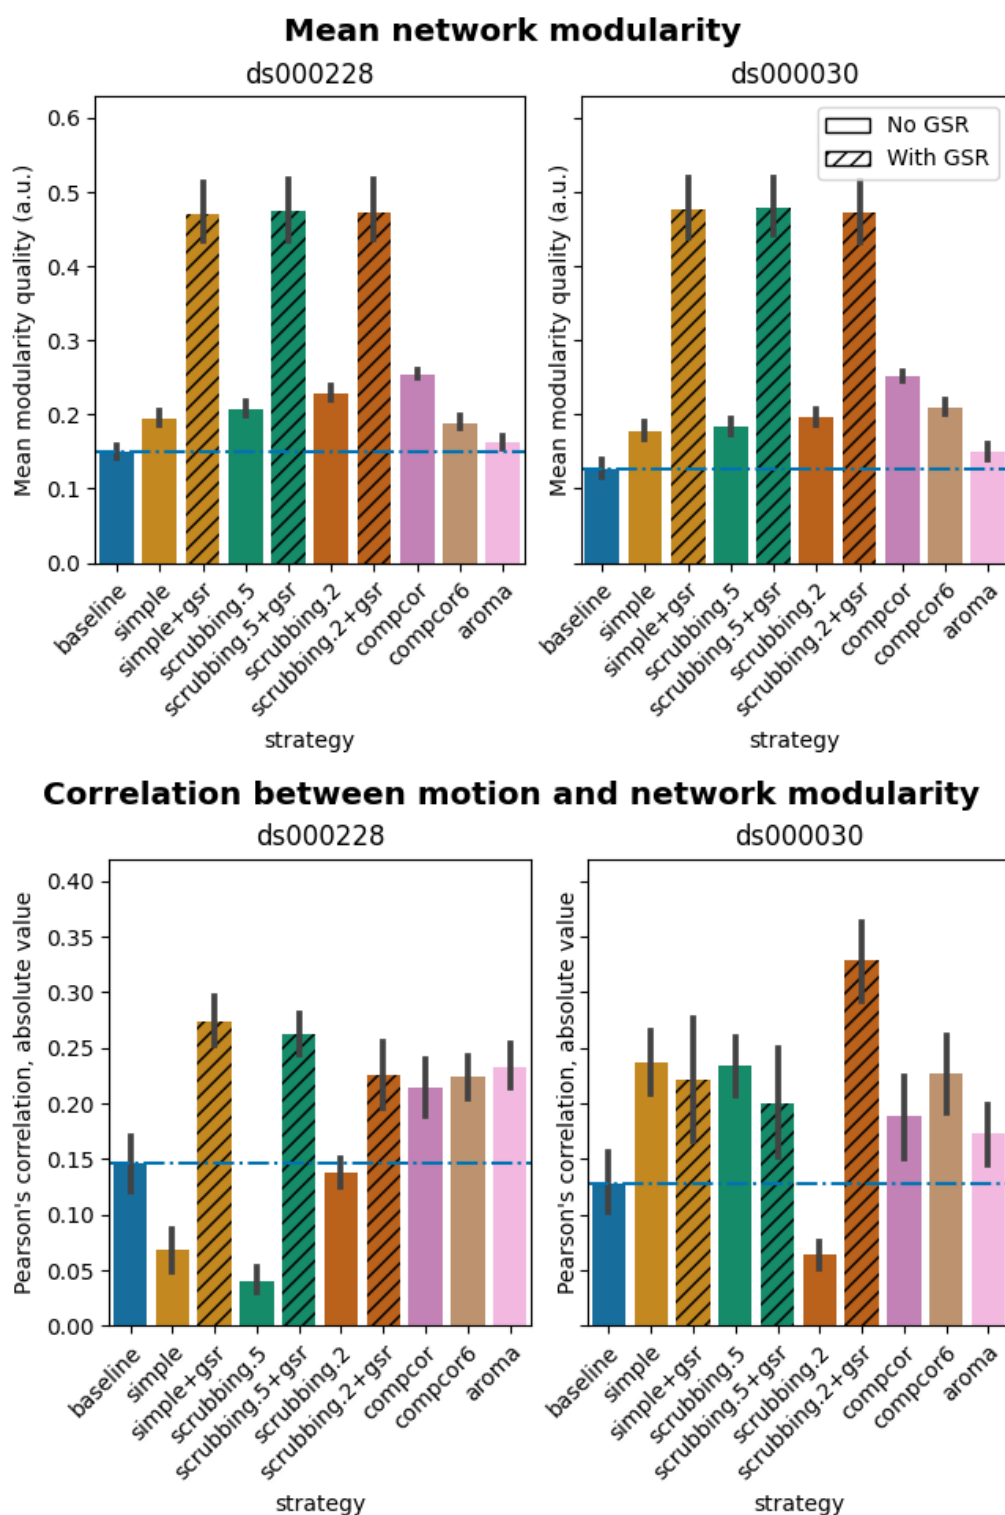 Mean network modularity
ds000228
ds000030
Mean modularity quality (a.u.)
0.6
0.5
0.4
0.3
0.2
0.1
0.0
baseline
simple
simple+gsr
scrubbing.5
scrubbing.5+gsr
scrubbing.2
scrubbing.2+gsr
compcor
compcor6
aroma
strategy
Mean modularity quality (a.u.)
No GSR
With GSR
baseline
simple
simple+gsr
scrubbing.5
scrubbing.5+gsr
scrubbing.2
scrubbing.2+gsr
compcor
compcor6
aroma
strategy
Correlation between motion and network modularity
ds000228
ds000030
Pearson's correlation, absolute value
0.40
0.35
0.30
0.25
0.20
0.15
0.10
0.05
0.00
baseline
simple
simple+gsr
scrubbing.5
scrubbing.5+gsr
scrubbing.2
scrubbing.2+gsr
compcor
compcor6
aroma
strategy
Pearson's correlation, absolute value
baseline
simple
simple+gsr
scrubbing.5
scrubbing.5+gsr
scrubbing.2
scrubbing.2+gsr
compcor
compcor6
aroma
strategy